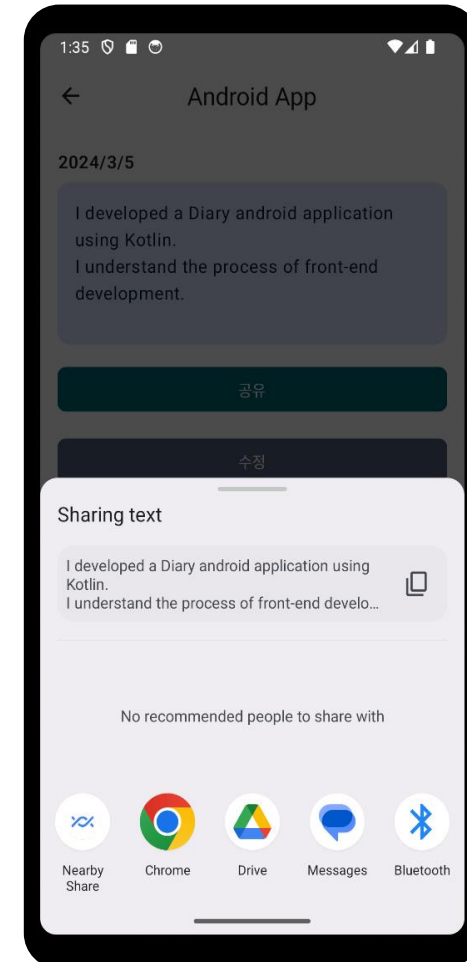 1:35
Android App
2024/3/5
I developed a Diary android application
using Kotlin.
I understand the process of front-end
development.
공유
수정
Sharing text
I developed a Diary android application using
Kotlin.
I understand the process of front-end develo...
No recommended people to share with
Nearby
Share
Chrome
Drive
Messages
Bluetooth